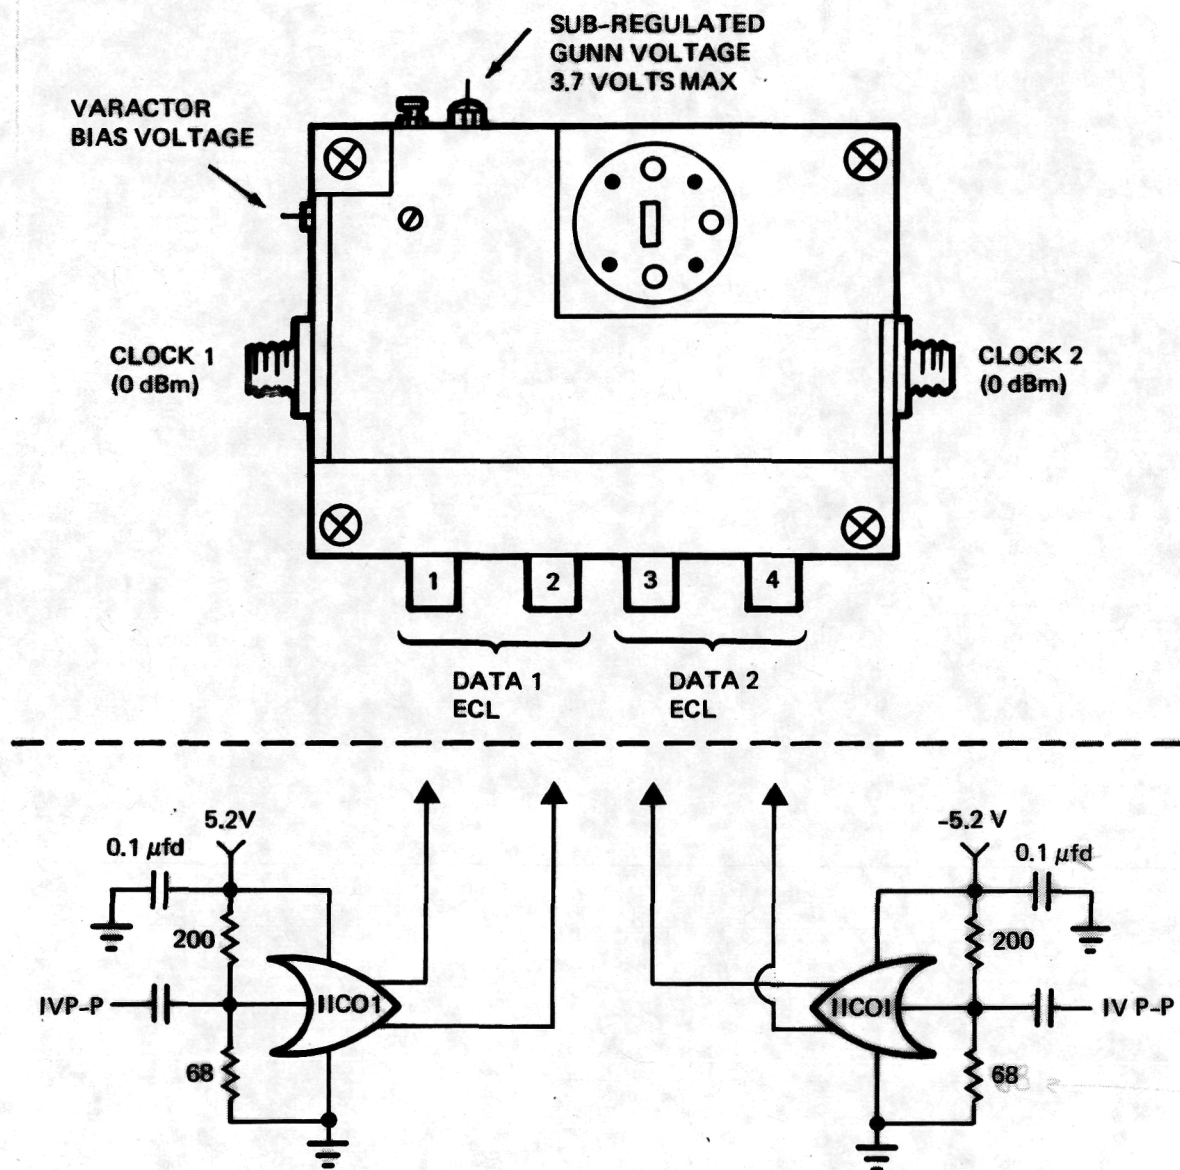 SUB-REGULATED
GUNN VOLTAGE
3.7 VOLTS MAX
VARACTOR
BIAS VOLTAGE
CLOCK 1
(0 dBm)
CLOCK 2
(0 dBm)
1
2
3
4
DATA 1
ECL
DATA 2
ECL
5.2V
0.1 µfd
200
IVP-P
IICO1
68
-5.2 V
0.1 µfd
200
IICOI
IV P-P
68